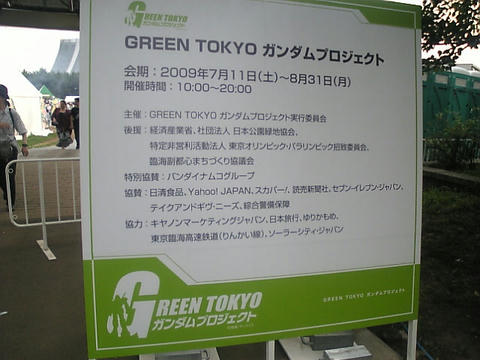 GREEN TOKYO
ガンダムプロジェクト
GREEN TOKYO ガンダムプロジェクト
会期：2009年7月11日(土)～8月31日(月)
開催時間：10:00～20:00
主催：GREEN TOKYO ガンダムプロジェクト実行委員会
後援：経済産業省、社団法人 日本公園緑地協会、
特定非営利活動法人 東京オリンピック・パラリンピック招致委員会、
臨海副都心まちづくり協議会
特別協賛：バンダイナムコグループ
協賛：日清食品、Yahoo! JAPAN、スカパー!、読売新聞社、セブン-イレブン・ジャパン、
テイクアンドギヴ・ニーズ、綜合警備保障
協力：キヤノンマーケティングジャパン、日本旅行、ゆりかもめ、
東京臨海高速鉄道(りんかい線)、ソーラーシティ・ジャパン
GREEN TOKYO
ガンダムプロジェクト
GREEN TOKYO ガンダムプロジェクト